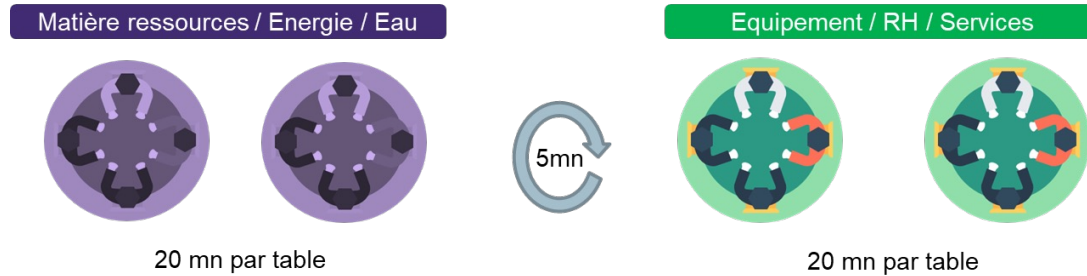 Matière ressources / Energie / Eau
Equipement / RH / Services
5mn
20 mn par table
20 mn par table